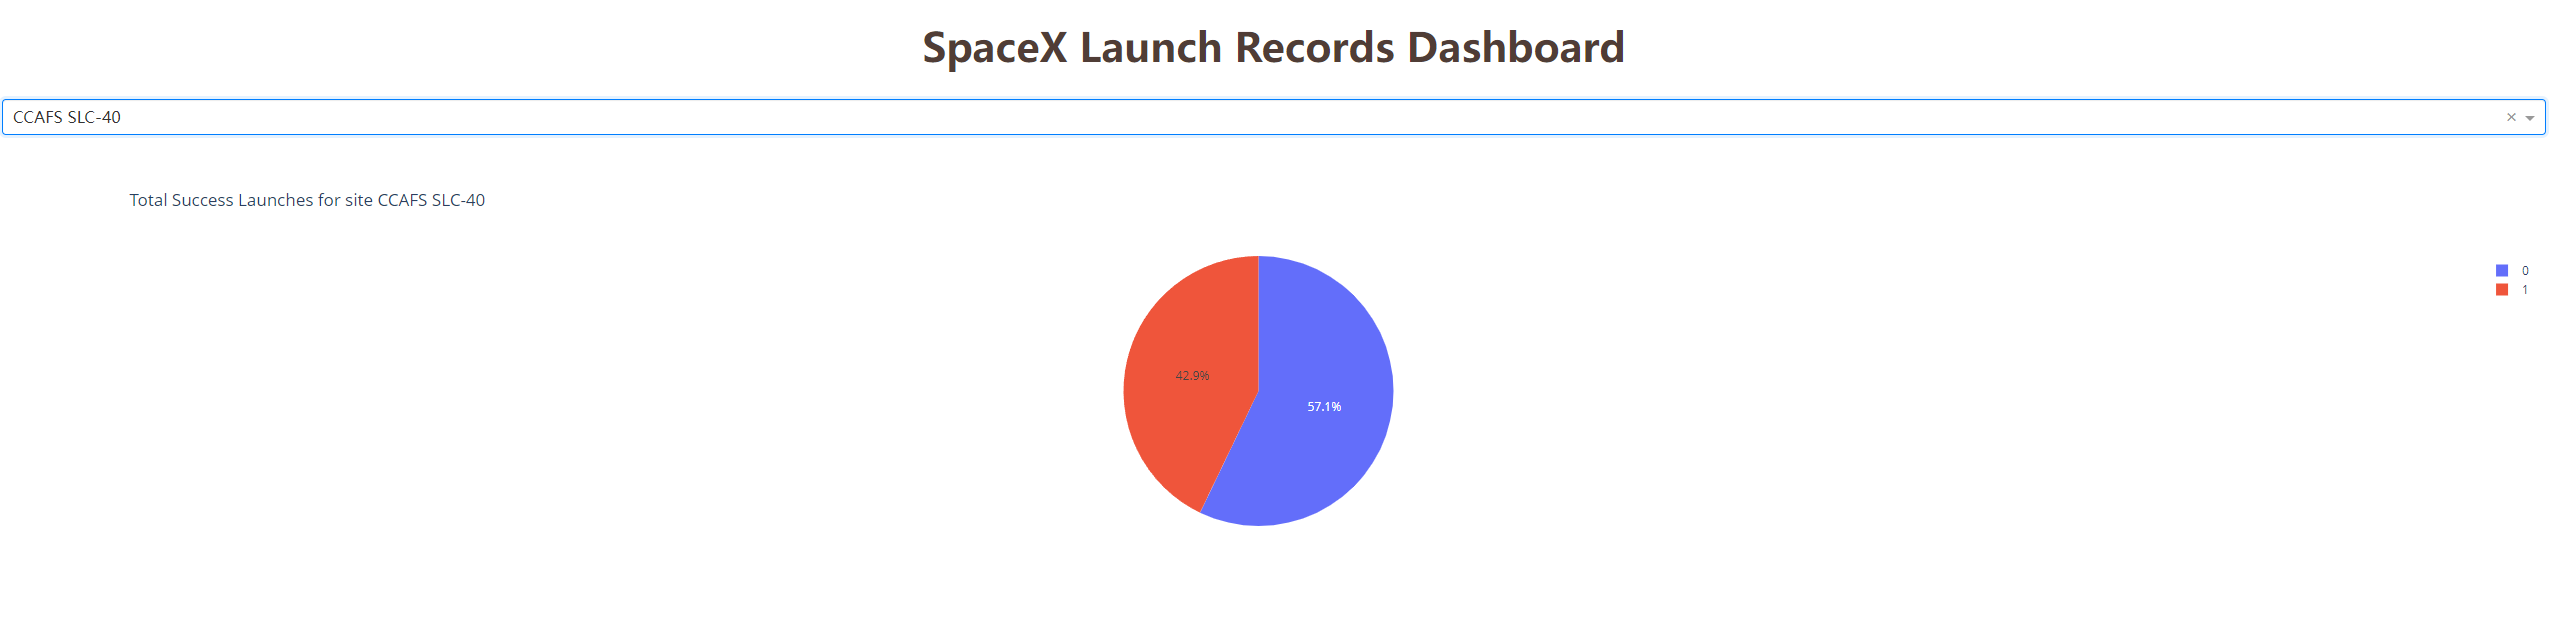 SpaceX Launch Records Dashboard
CCAFS SLC-40
Total Success Launches for site CCAFS SLC-40
0
1
42.9%
57.1%